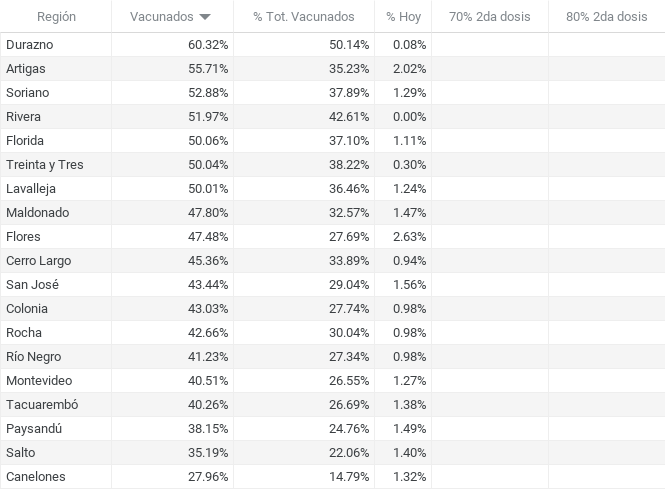 Región Vacunados % Tot. Vacunados % Hoy 70% 2da dosis 80% 2da dosis
Durazno 60.32% 50.14% 0.08%
Artigas 55.71% 35.23% 2.02%
Soriano 52.88% 37.89% 1.29%
Rivera 51.97% 42.61% 0.00%
Florida 50.06% 37.10% 1.11%
Treinta y Tres 50.04% 38.22% 0.30%
Lavalleja 50.01% 36.46% 1.24%
Maldonado 47.80% 32.57% 1.47%
Flores 47.48% 27.69% 2.63%
Cerro Largo 45.36% 33.89% 0.94%
San José 43.44% 29.04% 1.56%
Colonia 43.03% 27.74% 0.98%
Rocha 42.66% 30.04% 0.98%
Río Negro 41.23% 27.34% 0.98%
Montevideo 40.51% 26.55% 1.27%
Tacuarembó 40.26% 26.69% 1.38%
Paysandú 38.15% 24.76% 1.49%
Salto 35.19% 22.06% 1.40%
Canelones 27.96% 14.79% 1.32%